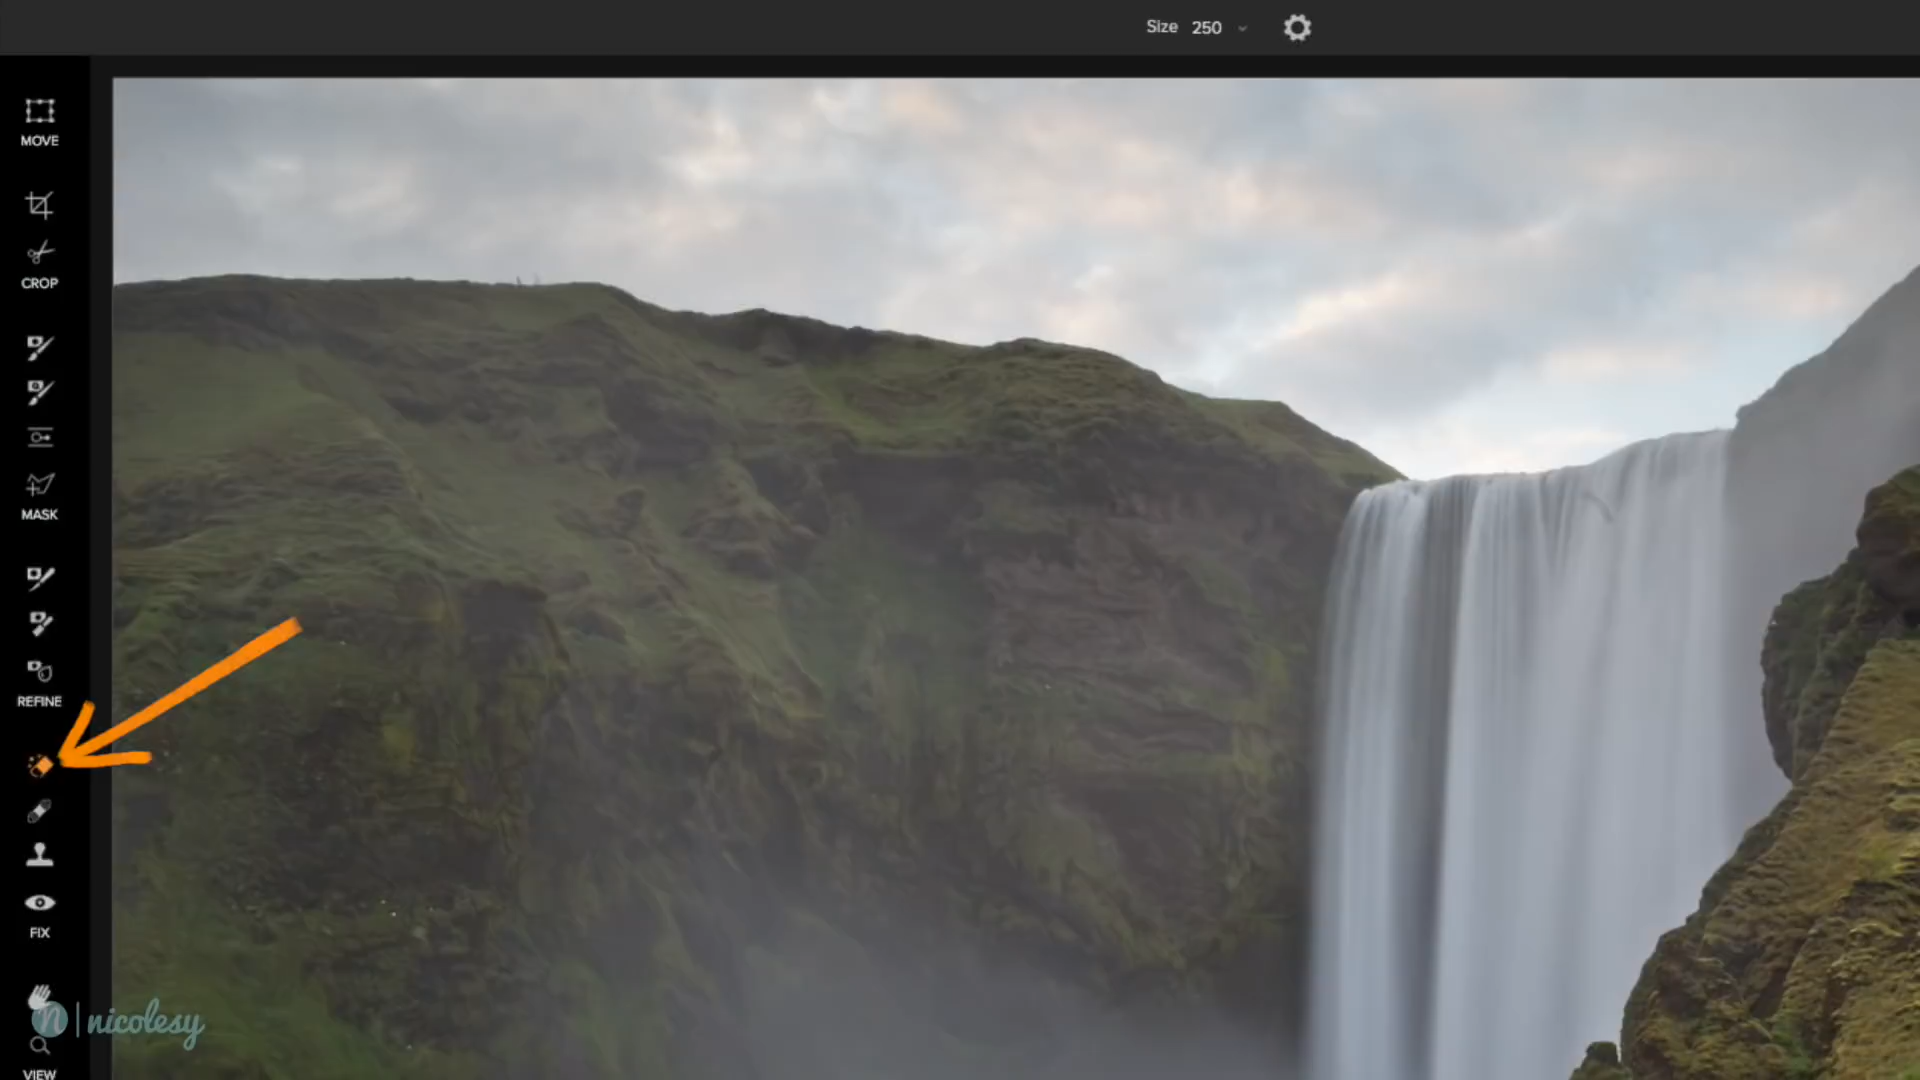 Size 250
MOVE
CROP
MASK
REFINE
FIX
n | nicolesy
VIEW